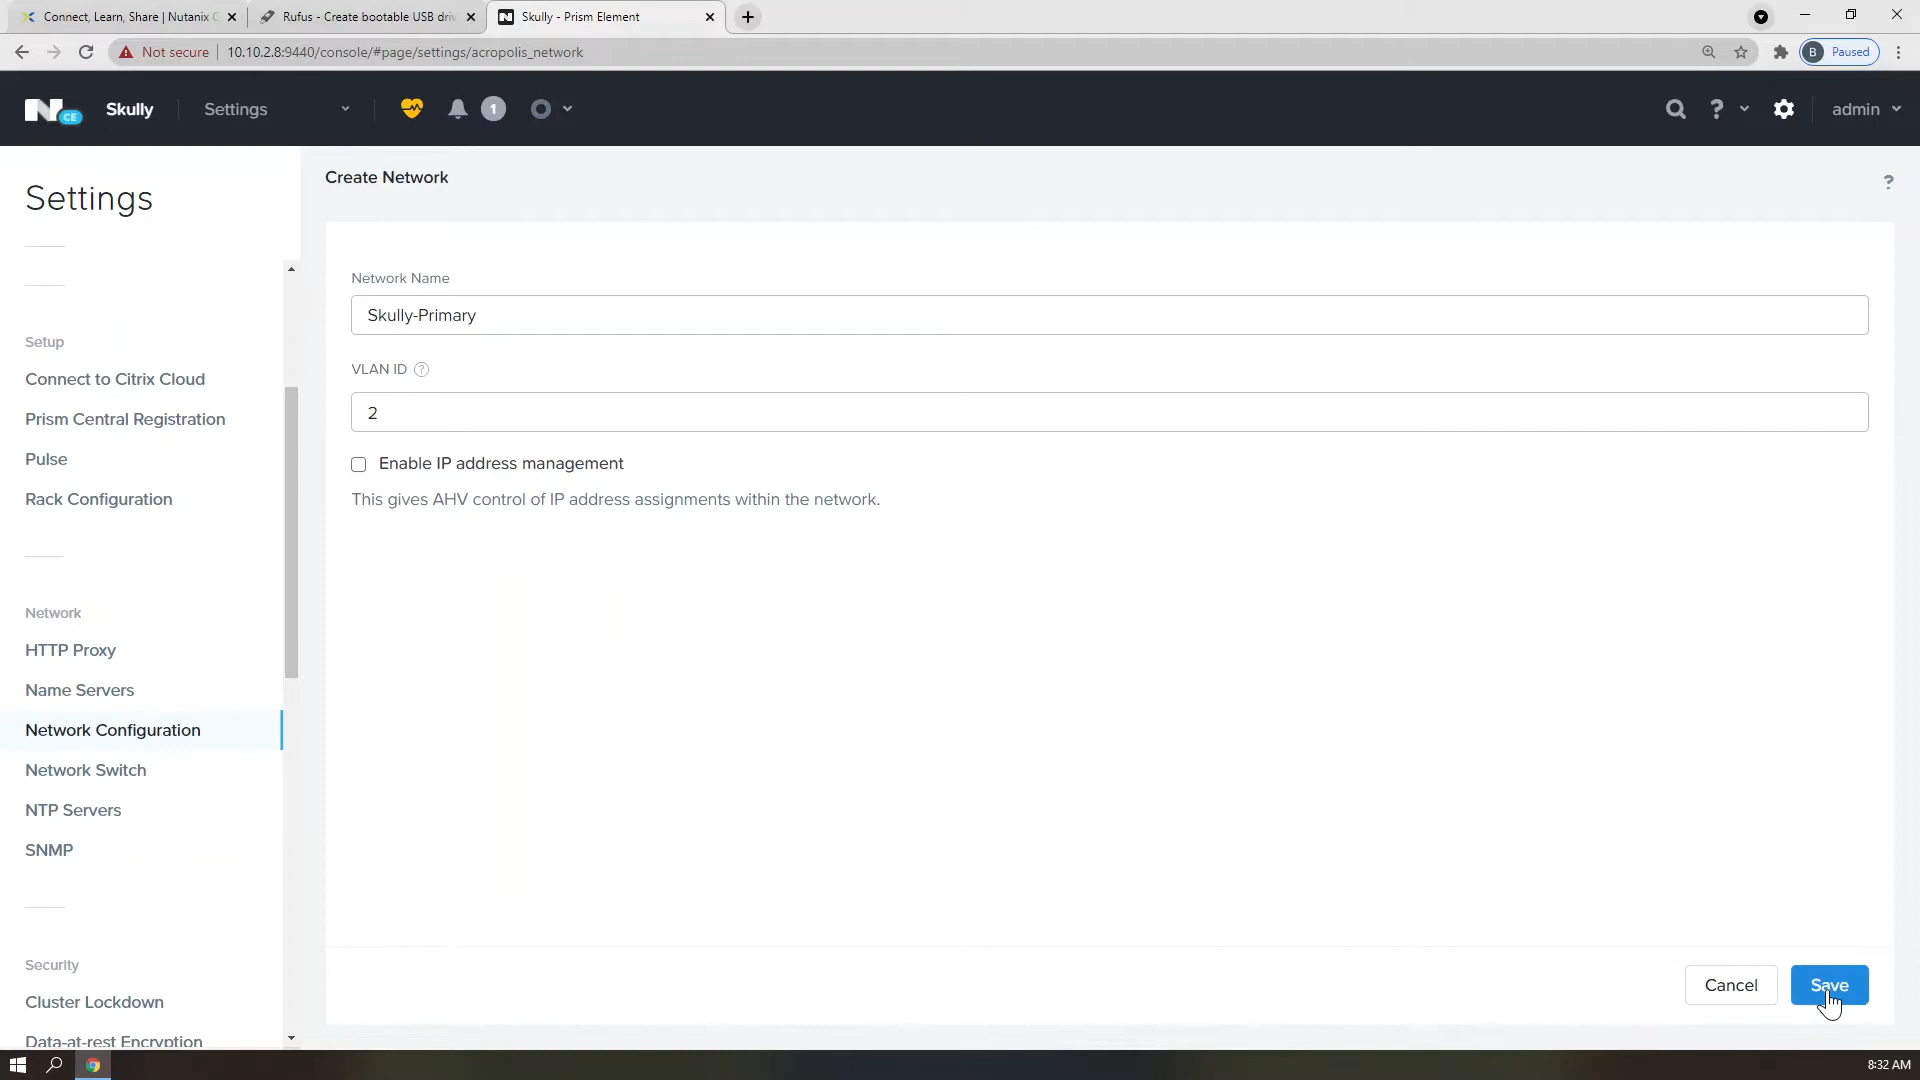 Connect, Learn, Share | Nutanix C
Rufus - Create bootable USB driv
Skully - Prism Element
Not secure
10.10.2.8:9440/console/#page/settings/acropolis_network
B Paused
N CE
Skully
Settings
1
?
admin
Settings
Create Network
?
Setup
Connect to Citrix Cloud
Prism Central Registration
Pulse
Rack Configuration
Network
HTTP Proxy
Name Servers
Network Configuration
Network Switch
NTP Servers
SNMP
Security
Cluster Lockdown
Data-at-rest Encryption
Network Name
Skully-Primary
VLAN ID ?
2
Enable IP address management
This gives AHV control of IP address assignments within the network.
Cancel
Save
8:32 AM